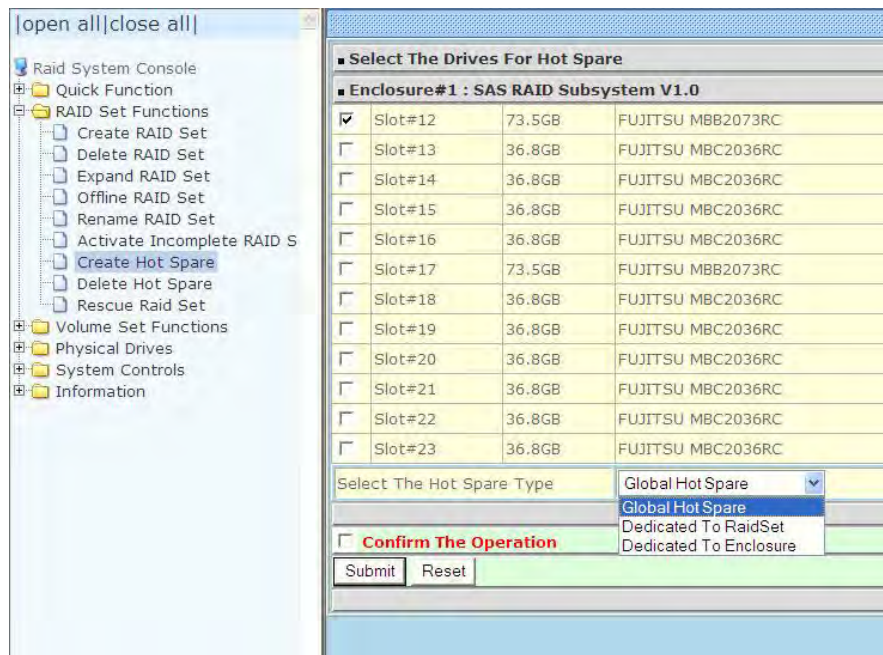 |open all|close all|
Raid System Console
Quick Function
RAID Set Functions
Create RAID Set
Delete RAID Set
Expand RAID Set
Offline RAID Set
Rename RAID Set
Activate Incomplete RAID S
Create Hot Spare
Delete Hot Spare
Rescue Raid Set
Volume Set Functions
Physical Drives
System Controls
Information
Select The Drives For Hot Spare
Enclosure#1 : SAS RAID Subsystem V1.0
Slot#12 73.5GB FUJITSU MBB2073RC
Slot#13 36.8GB FUJITSU MBC2036RC
Slot#14 36.8GB FUJITSU MBC2036RC
Slot#15 36.8GB FUJITSU MBC2036RC
Slot#16 36.8GB FUJITSU MBC2036RC
Slot#17 73.5GB FUJITSU MBB2073RC
Slot#18 36.8GB FUJITSU MBC2036RC
Slot#19 36.8GB FUJITSU MBC2036RC
Slot#20 36.8GB FUJITSU MBC2036RC
Slot#21 36.8GB FUJITSU MBC2036RC
Slot#22 36.8GB FUJITSU MBC2036RC
Slot#23 36.8GB FUJITSU MBC2036RC
Select The Hot Spare Type Global Hot Spare
Global Hot Spare
Dedicated To RaidSet
Dedicated To Enclosure
Confirm The Operation
Submit Reset